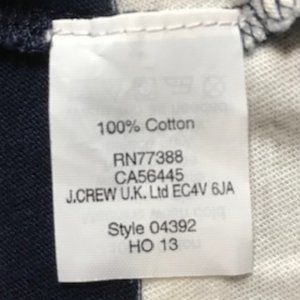 100% Cotton
RN77388
CA56445
J.CREW U.K. Ltd EC4V 6JA
Style 04392
HO 13